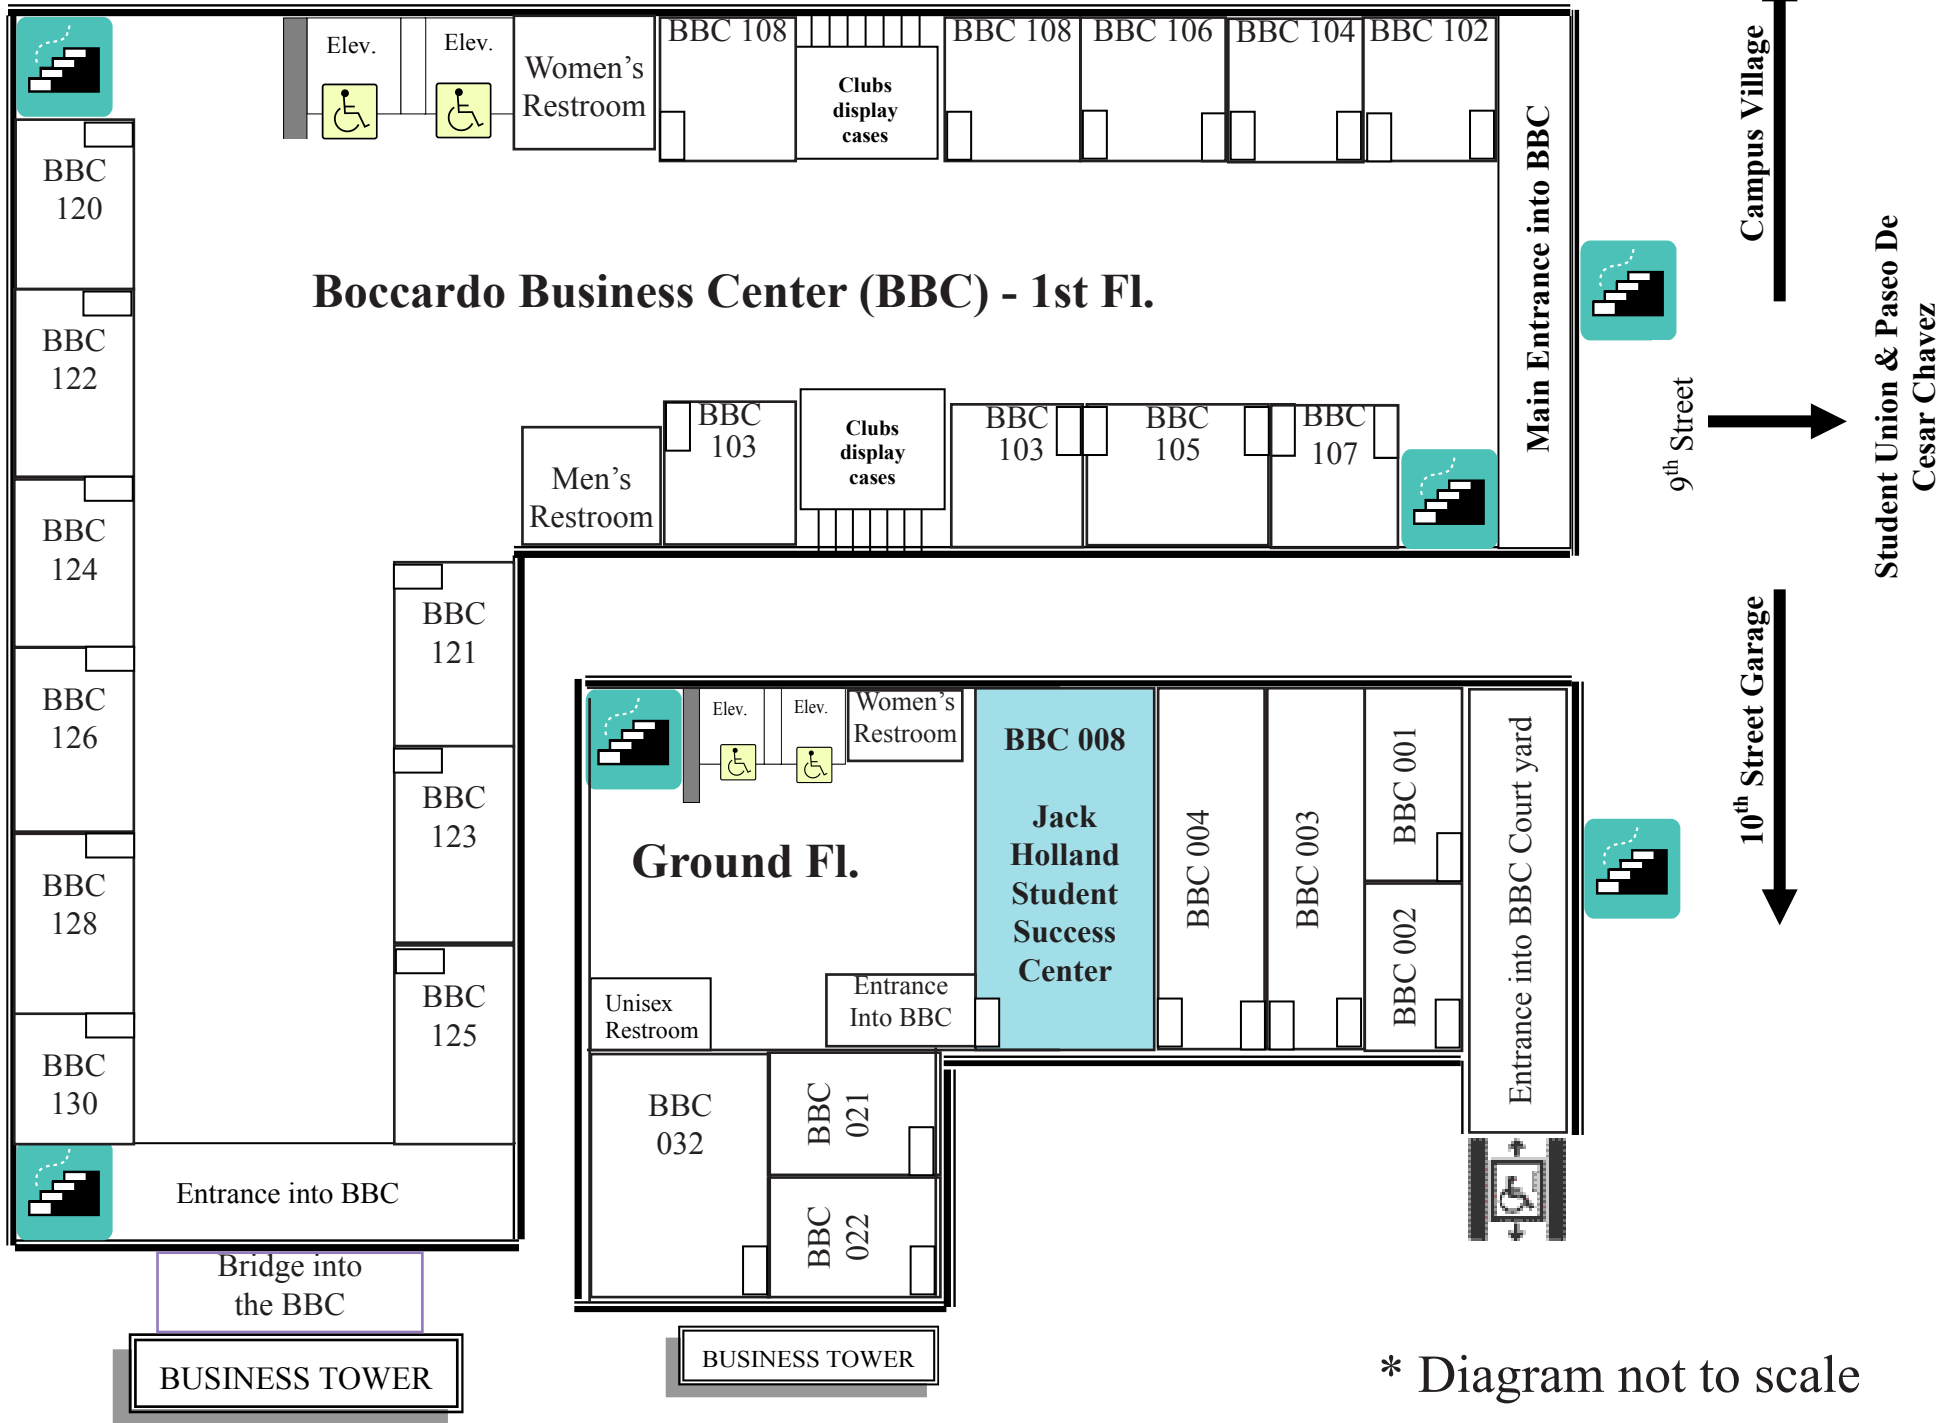 Elev.
Elev.
Women's
Restroom
BBC 108
Clubs
display
cases
BBC 108
BBC 106
BBC 104
BBC 102
Main Entrance into BBC
Campus Village
BBC
120
BBC
122
BBC
124
BBC
126
BBC
128
BBC
130
Boccardo Business Center (BBC) - 1st Fl.
Men's
Restroom
BBC
103
Clubs
display
cases
BBC
103
BBC
105
BBC
107
9th Street
Student Union & Paseo De
Cesar Chavez
10th Street Garage
BBC
121
BBC
123
BBC
125
Entrance into BBC
Bridge into
the BBC
BUSINESS TOWER
Elev.
Elev.
Women's
Restroom
BBC 008
Jack
Holland
Student
Success
Center
BBC 004
BBC 003
BBC 001
BBC 002
Entrance into BBC Court yard
Ground Fl.
Unisex
Restroom
Entrance
Into BBC
BBC
032
BBC
021
BBC
022
BUSINESS TOWER
* Diagram not to scale